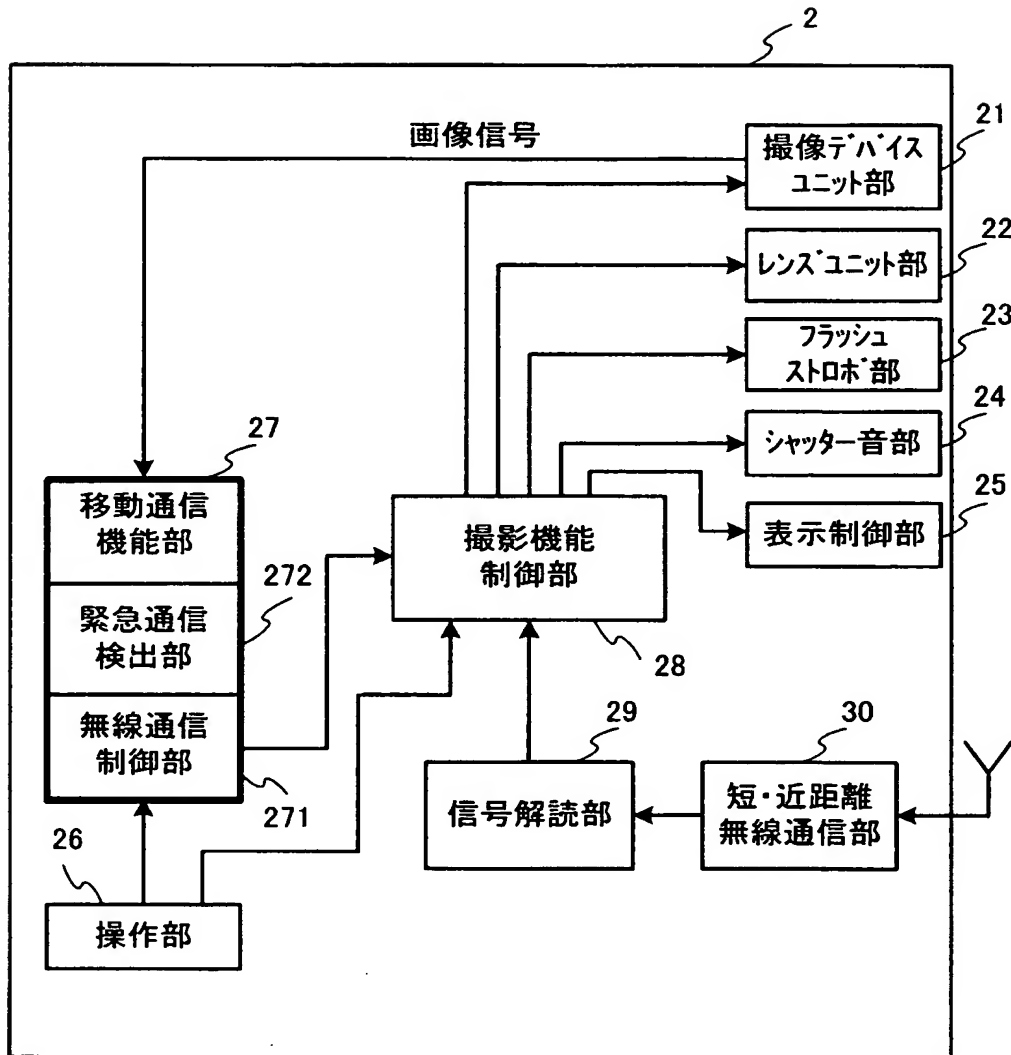 2
画像信号
21
撮像デバイス
ユニット部
22
レンズユニット部
23
フラッシュ
ストロボ部
24
シャッター音部
25
表示制御部
27
移動通信
機能部
272
緊急通信
検出部
無線通信
制御部
271
撮影機能
制御部
28
29
信号解読部
30
短・近距離
無線通信部
26
操作部